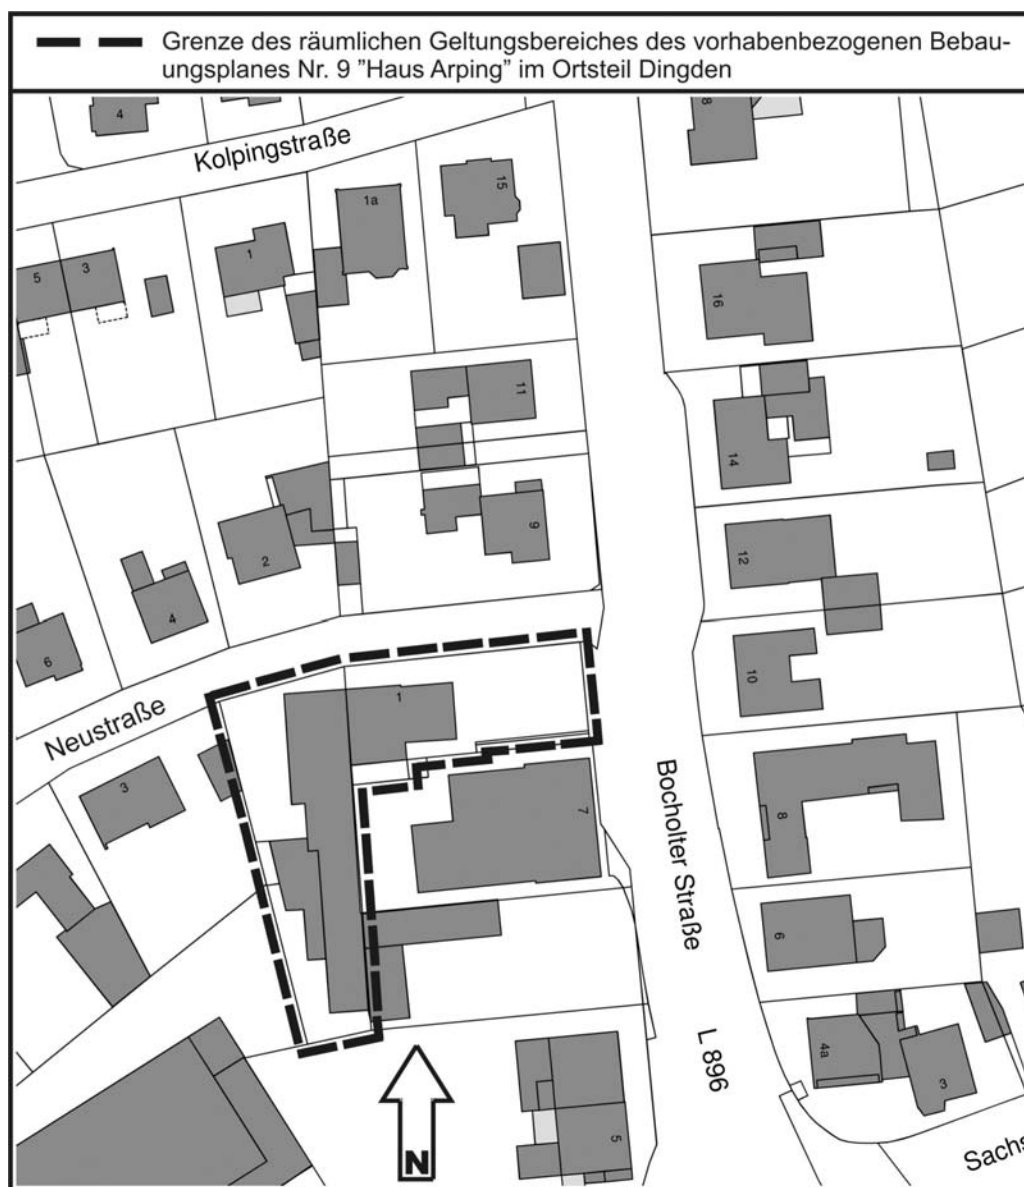 Grenze des räumlichen Geltungsbereiches des vorhabenbezogenen Bebau-
ungsplanes Nr. 9 ”Haus Arping” im Ortsteil Dingden
4
8
Kolpingstraße
15
1a
1
3
5
16
11
14
9
12
2
4
6
10
1
Neustraße
3
7
8
Bocholter Straße
6
L 896
4a
3
5
N
Sachs